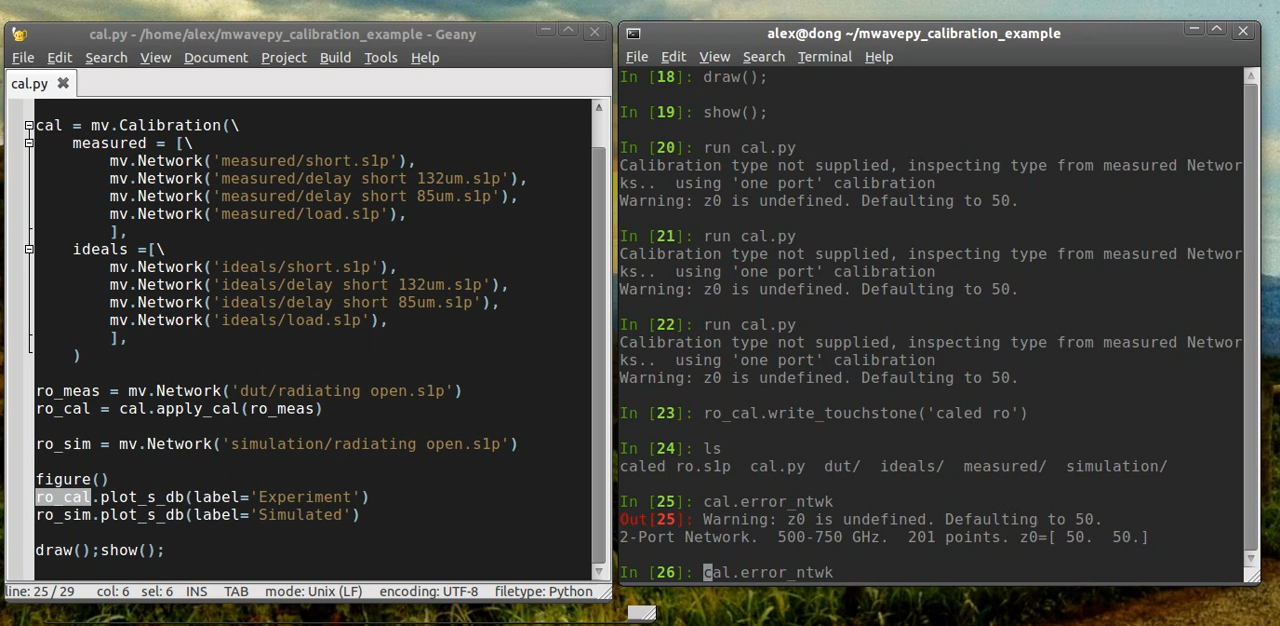 cal.py - /home/alex/mwavepy_calibration_example - Geany
File Edit Search View Document Project Build Tools Help
cal.py
cal = mv.Calibration(\
    measured = [\
        mv.Network('measured/short.s1p'),
        mv.Network('measured/delay short 132um.s1p'),
        mv.Network('measured/delay short 85um.s1p'),
        mv.Network('measured/load.s1p'),
        ],
    ideals =[\
        mv.Network('ideals/short.s1p'),
        mv.Network('ideals/delay short 132um.s1p'),
        mv.Network('ideals/delay short 85um.s1p'),
        mv.Network('ideals/load.s1p'),
        ],
    )
ro_meas = mv.Network('dut/radiating open.s1p')
ro_cal = cal.apply_cal(ro_meas)
ro_sim = mv.Network('simulation/radiating open.s1p')
figure()
ro_cal.plot_s_db(label='Experiment')
ro_sim.plot_s_db(label='Simulated')
draw();show();
line: 25 / 29 col: 6 sel: 6 INS TAB mode: Unix (LF) encoding: UTF-8 filetype: Python
alex@dong ~/mwavepy_calibration_example
File Edit View Search Terminal Help
In [18]: draw();
In [19]: show();
In [20]: run cal.py
Calibration type not supplied, inspecting type from measured Networ
ks..  using 'one port' calibration
Warning: z0 is undefined. Defaulting to 50.
In [21]: run cal.py
Calibration type not supplied, inspecting type from measured Networ
ks..  using 'one port' calibration
Warning: z0 is undefined. Defaulting to 50.
In [22]: run cal.py
Calibration type not supplied, inspecting type from measured Networ
ks..  using 'one port' calibration
Warning: z0 is undefined. Defaulting to 50.
In [23]: ro_cal.write_touchstone('caled ro')
In [24]: ls
caled ro.s1p  cal.py  dut/  ideals/  measured/  simulation/
In [25]: cal.error_ntwk
Out[25]: Warning: z0 is undefined. Defaulting to 50.
2-Port Network.  500-750 GHz.  201 points. z0=[ 50.  50.]
In [26]: cal.error_ntwk